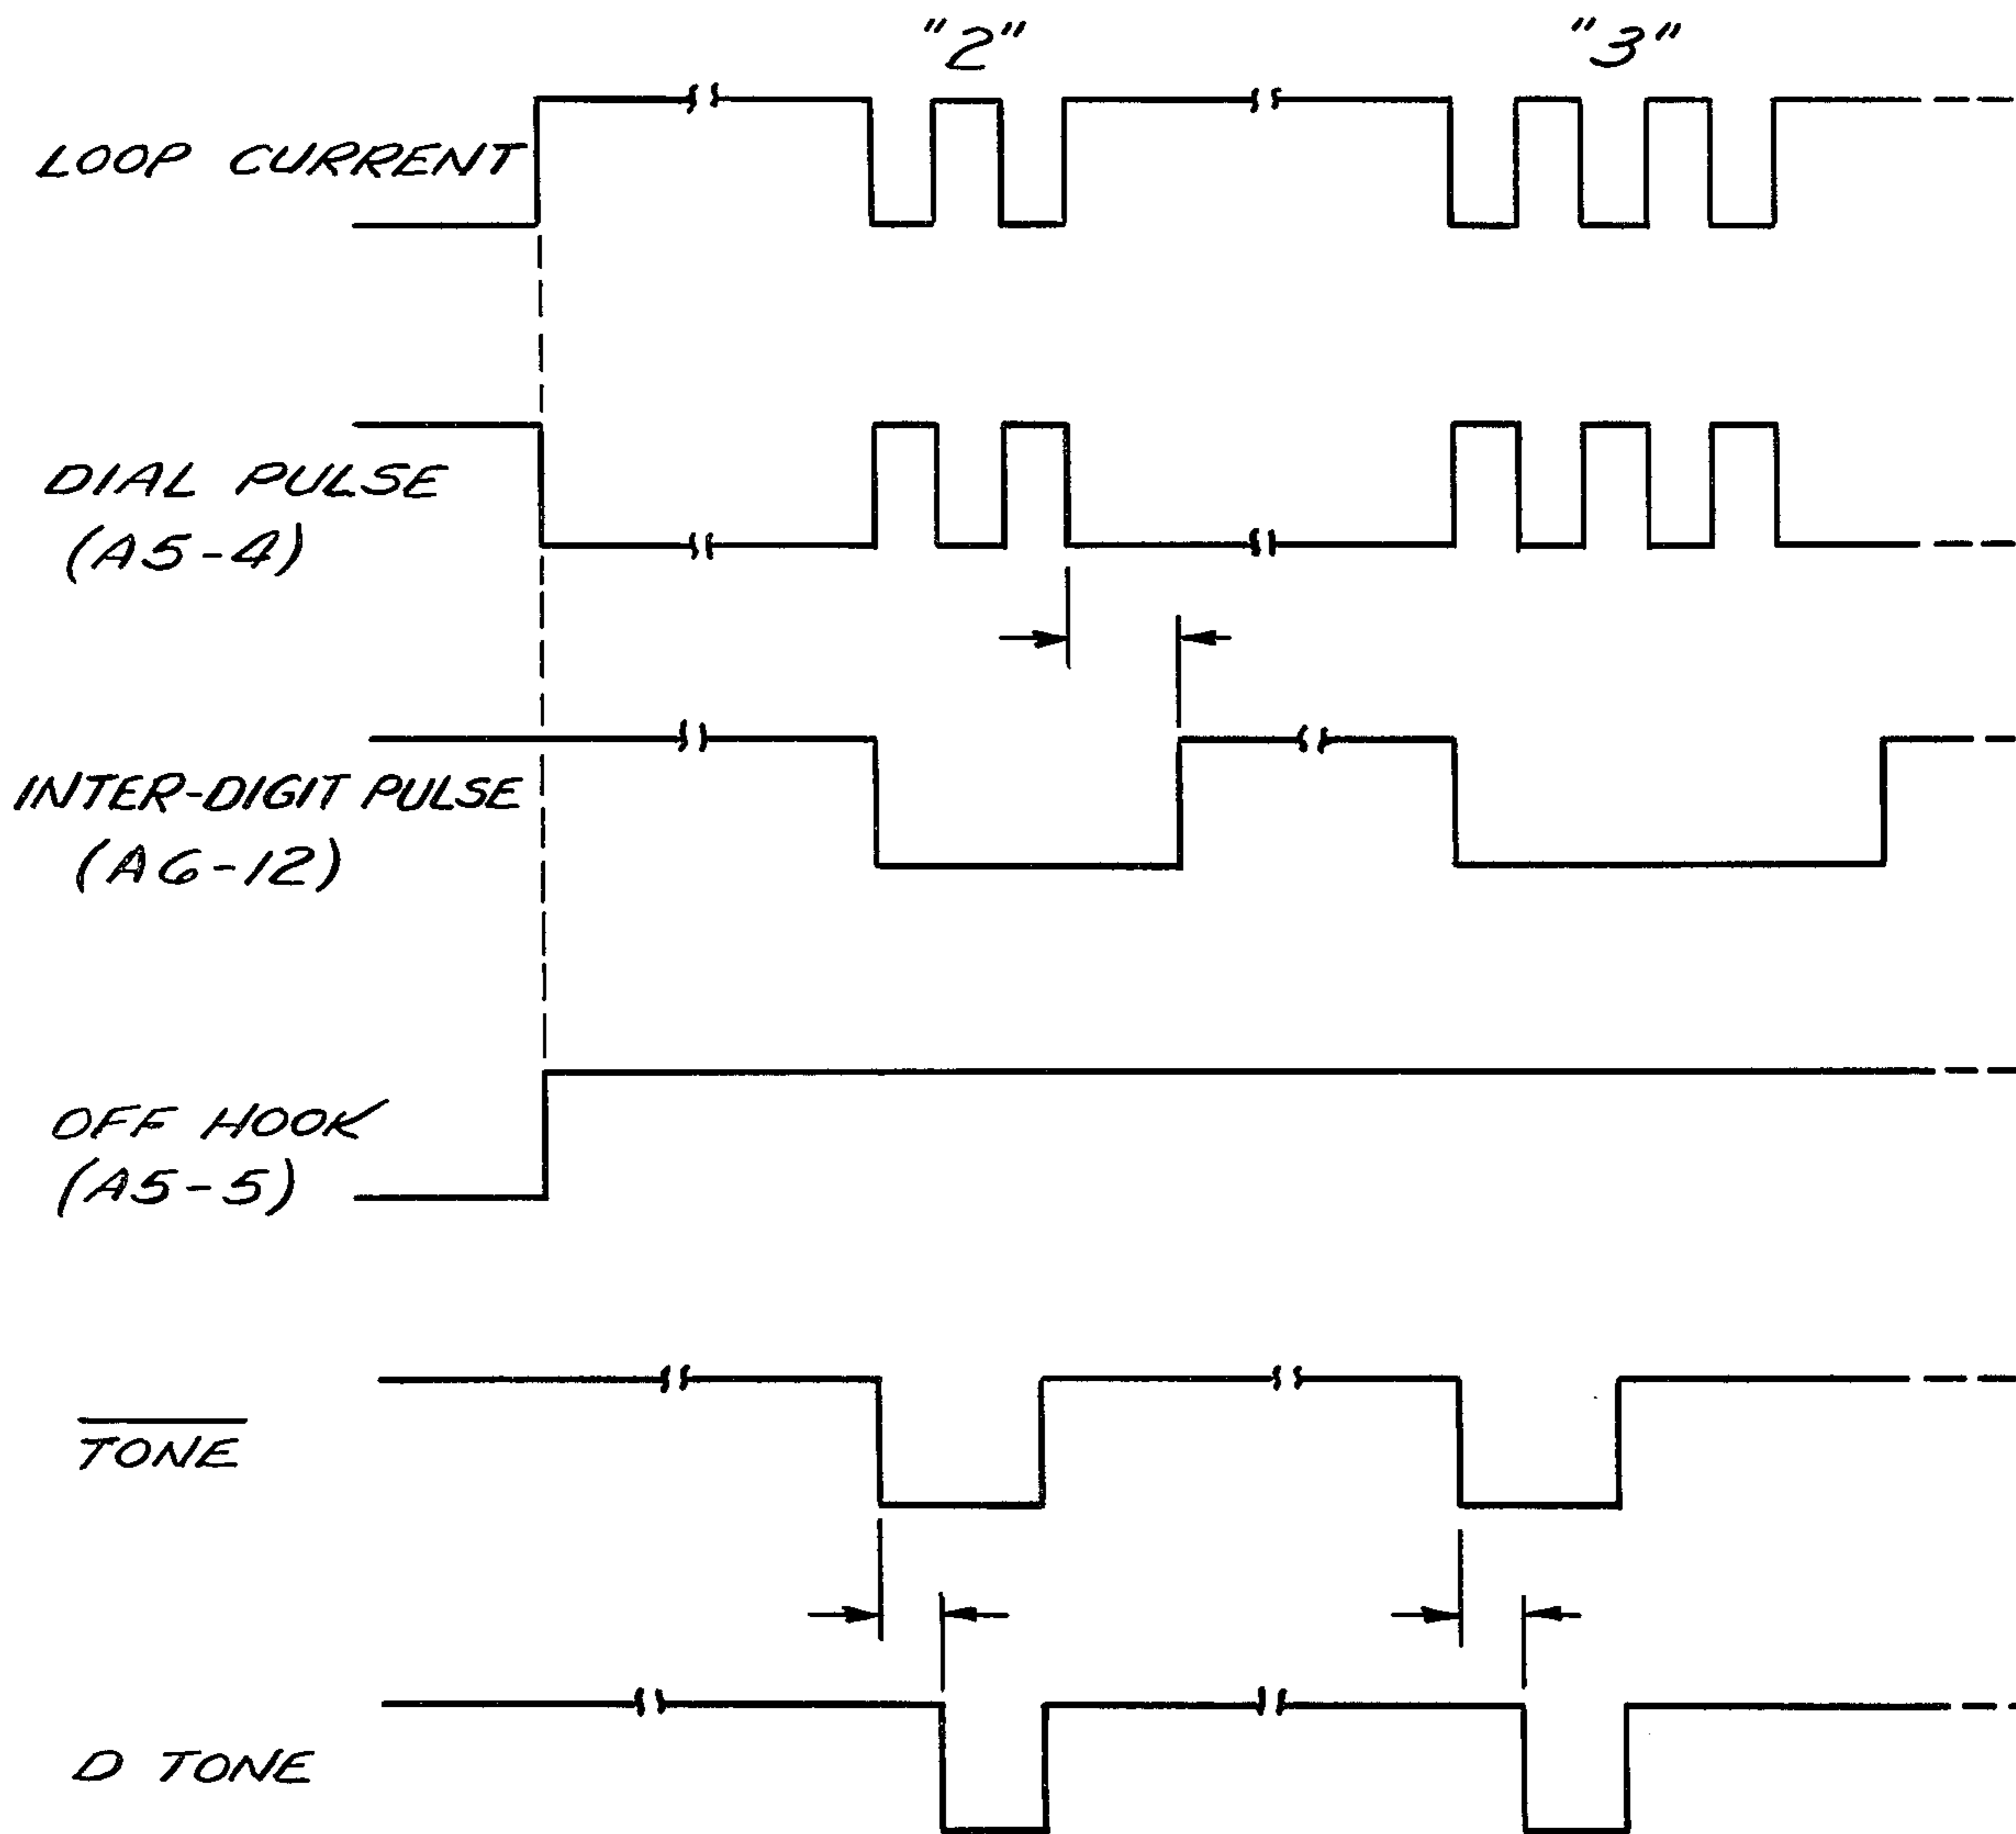 "2" "3"
LOOP CURRENT
DIAL PULSE
(A5-4)
INTER-DIGIT PULSE
(A6-12)
OFF HOOK
(A5-5)
TONE
D TONE